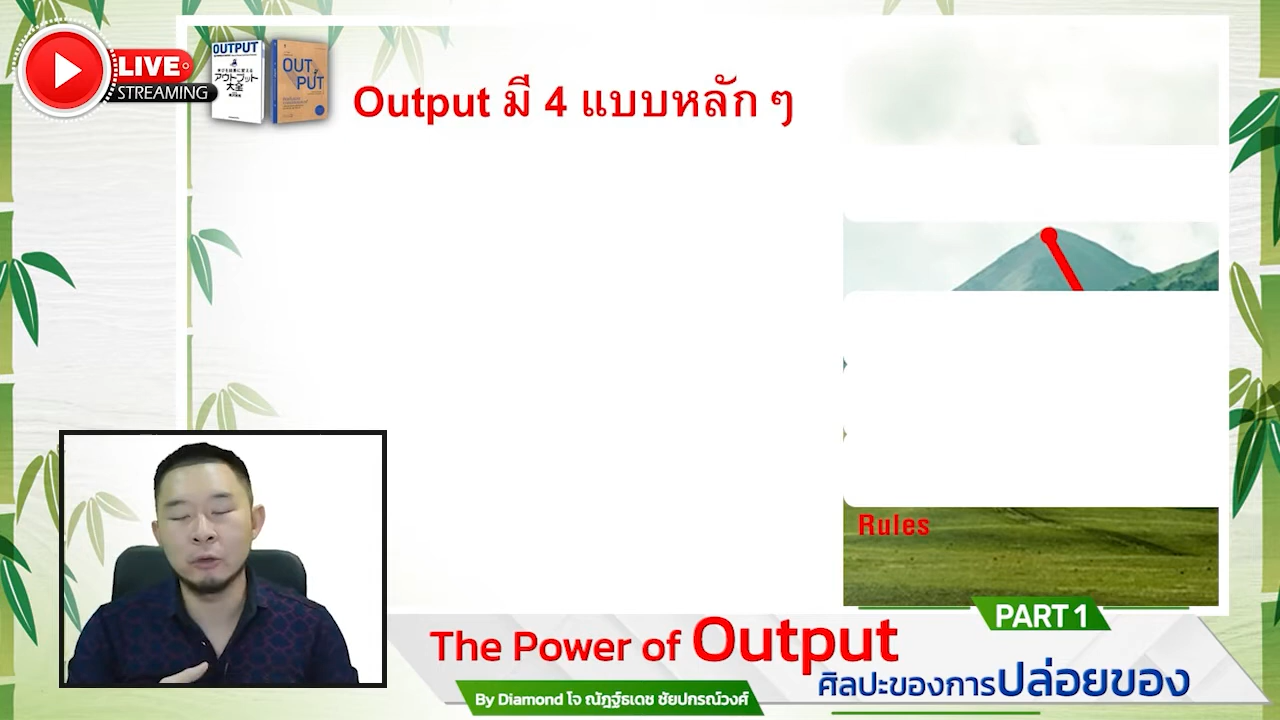 LIVE
STREAMING
OUTPUT
アウトプット
大全
OUT
PUT
Output มี 4 แบบหลัก ๆ
Rules
PART 1
The Power of Output
ศิลปะของการปล่อยของ
By Diamond โจ ณัฏฐ์ธเดช ชัยปกรณ์วงศ์